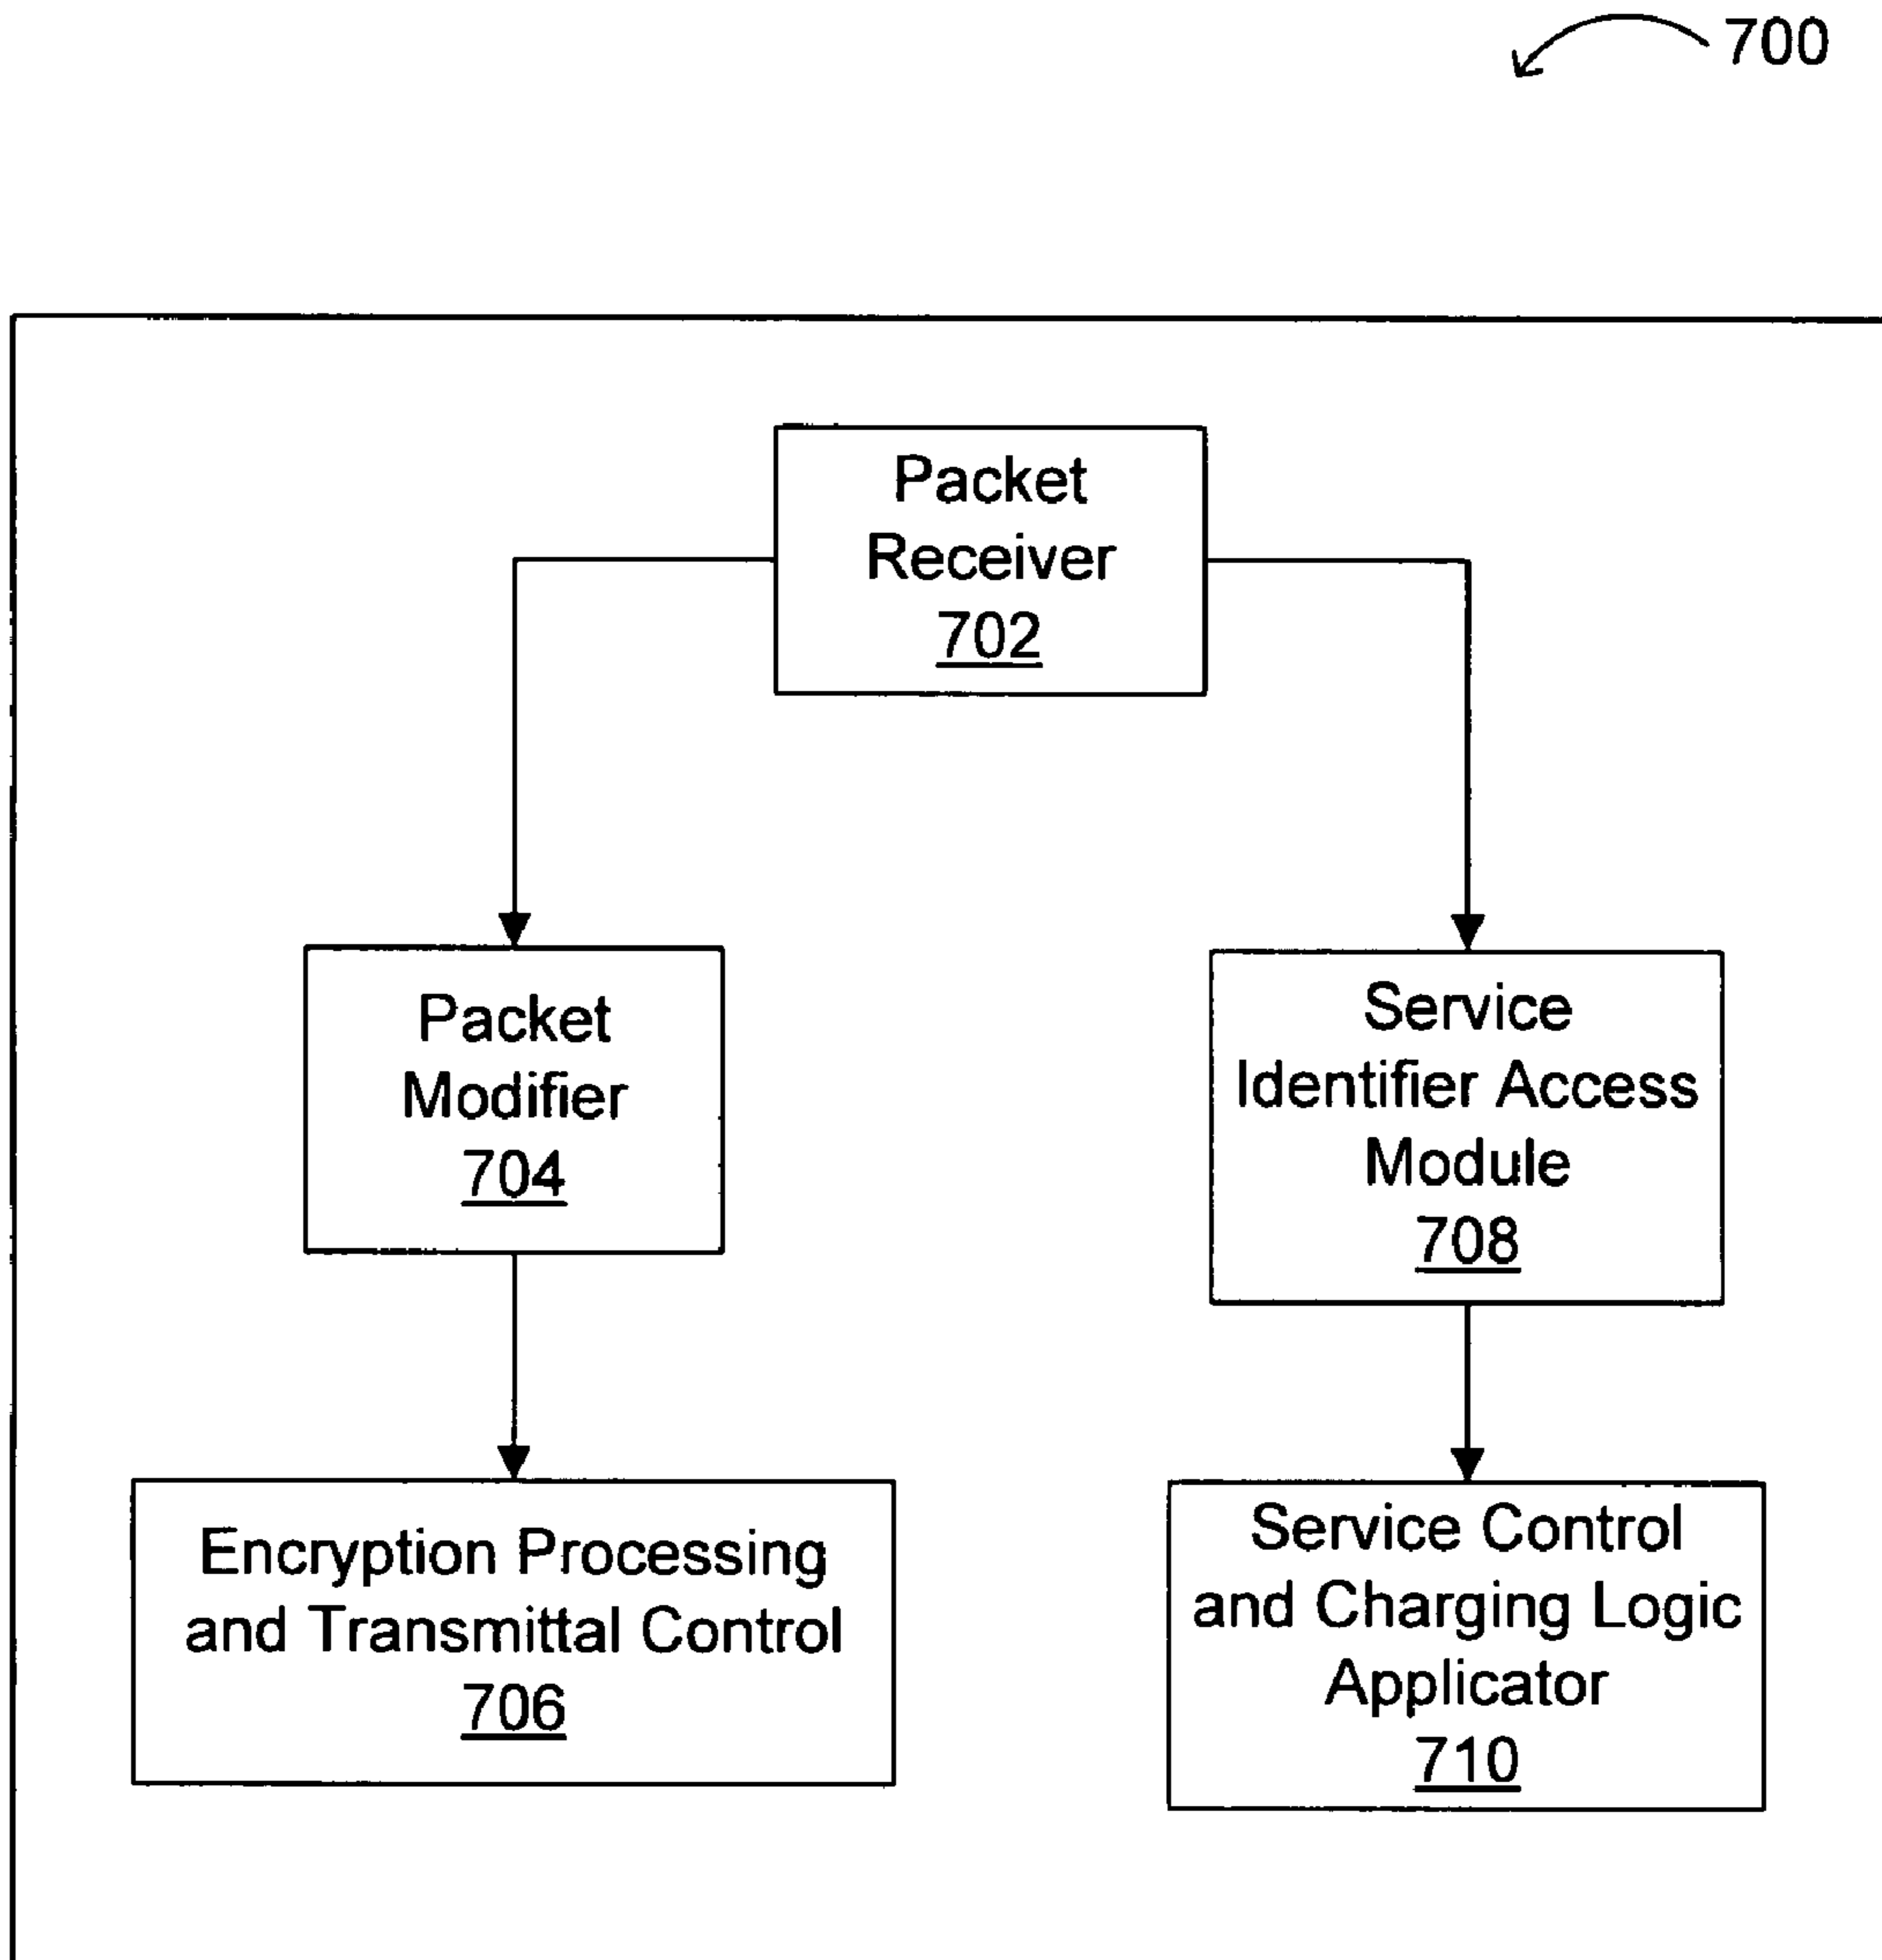 700
Packet
Receiver
702
Packet
Modifier
704
Service
Identifier Access
Module
708
Encryption Processing
and Transmittal Control
706
Service Control
and Charging Logic
Applicator
710